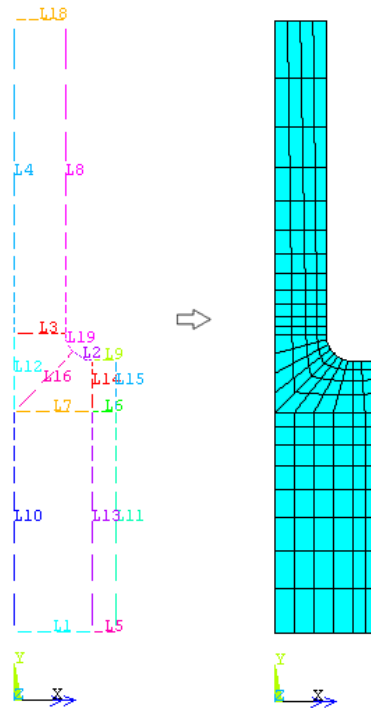 L18
L4 L8
L3 L19
L2 L9
L12 L16 L14 L15
L7 L6
L10 L13 L11
L1 L5
Y Y
Z X Z X